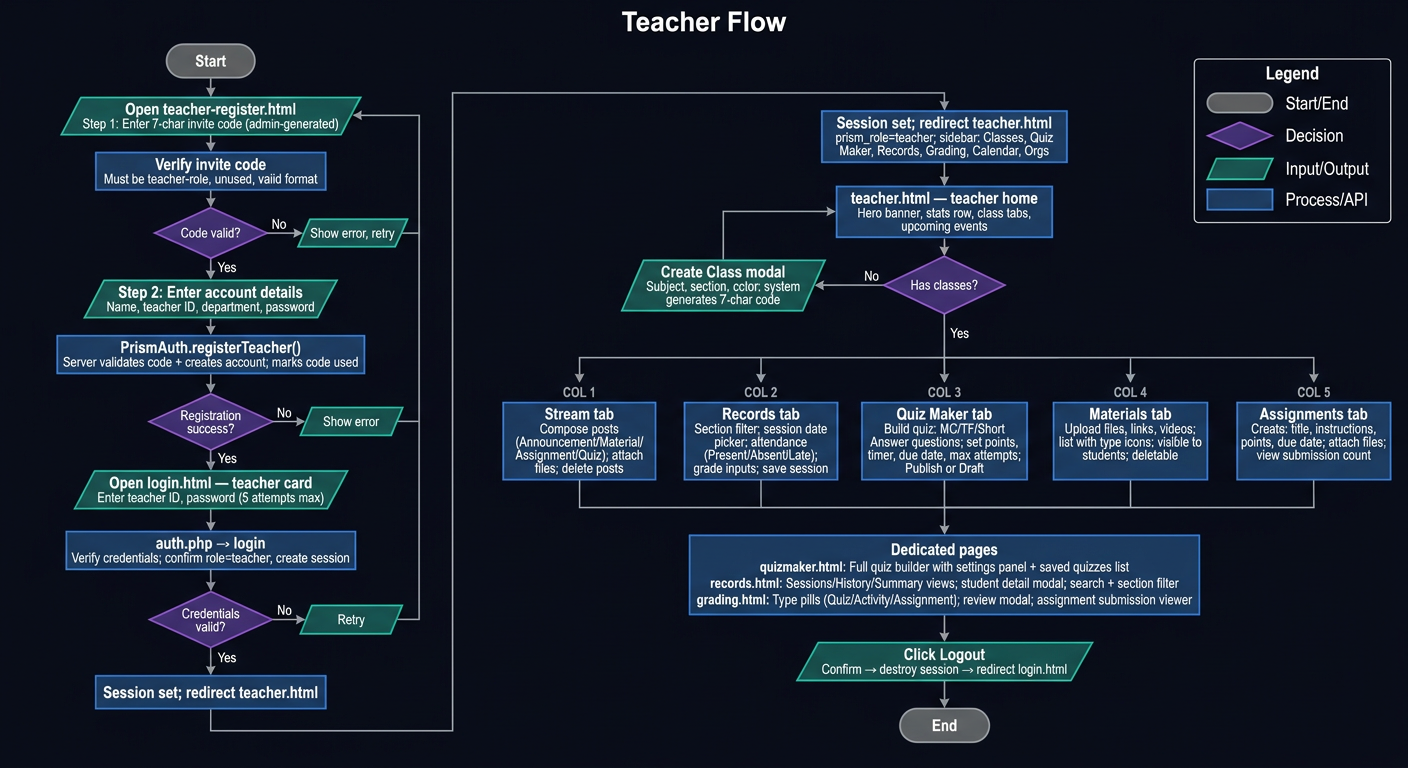 Teacher Flow
Start
Open teacher-register.html
Step 1: Enter 7-char invite code (admin-generated)
Verify invite code
Must be teacher-role, unused, vaiid format
Code valid?
No
Show error, retry
Yes
Step 2: Enter account details
Name, teacher ID, department, password
PrismAuth.registerTeacher()
Server validates code + creates account; marks code used
Registration
success?
No
Show error
Yes
Open login.html — teacher card
Enter teacher ID, password (5 attempts max)
auth.php → login
Verify credentials; confirm role=teacher, create session
Credentials
valid?
No
Retry
Yes
Session set; redirect teacher.html
Session set; redirect teacher.html
prism_role=teacher; sidebar: Classes, Quiz
Maker, Records, Grading, Calendar, Orgs
teacher.html — teacher home
Hero banner, stats row, class tabs,
upcoming events
Has classes?
No
Create Class modal
Subject, section, cclor: system
generates 7-char code
Yes
COL 1
Stream tab
Compose posts
(Announcement/Material/
Assignment/Quiz); attach
files; delete posts
COL 2
Records tab
Section filter; session date
picker; attendance
(Present/Absent/Late);
grade inputs; save session
COL 3
Quiz Maker tab
Build quiz: MC/TF/Short
Answer questions; set points,
timer, due date, max attempts;
Publish or Draft
COL 4
Materials tab
Upload files, links, videos;
list with type icons; visible to
students; deletable
COL 5
Assignments tab
Creats: title, instructions,
points, due date; attach files;
view submission count
Dedicated pages
quizmaker.html: Full quiz builder with settings panel + saved quizzes list
records.html: Sessions/History/Summary views; student detail modal; search + section filter
grading.html: Type pills (Quiz/Activity/Assignment); review modal; assignment submission viewer
Click Logout
Confirm → destroy session → redirect login.html
End
Legend
Start/End
Decision
Input/Output
Process/API